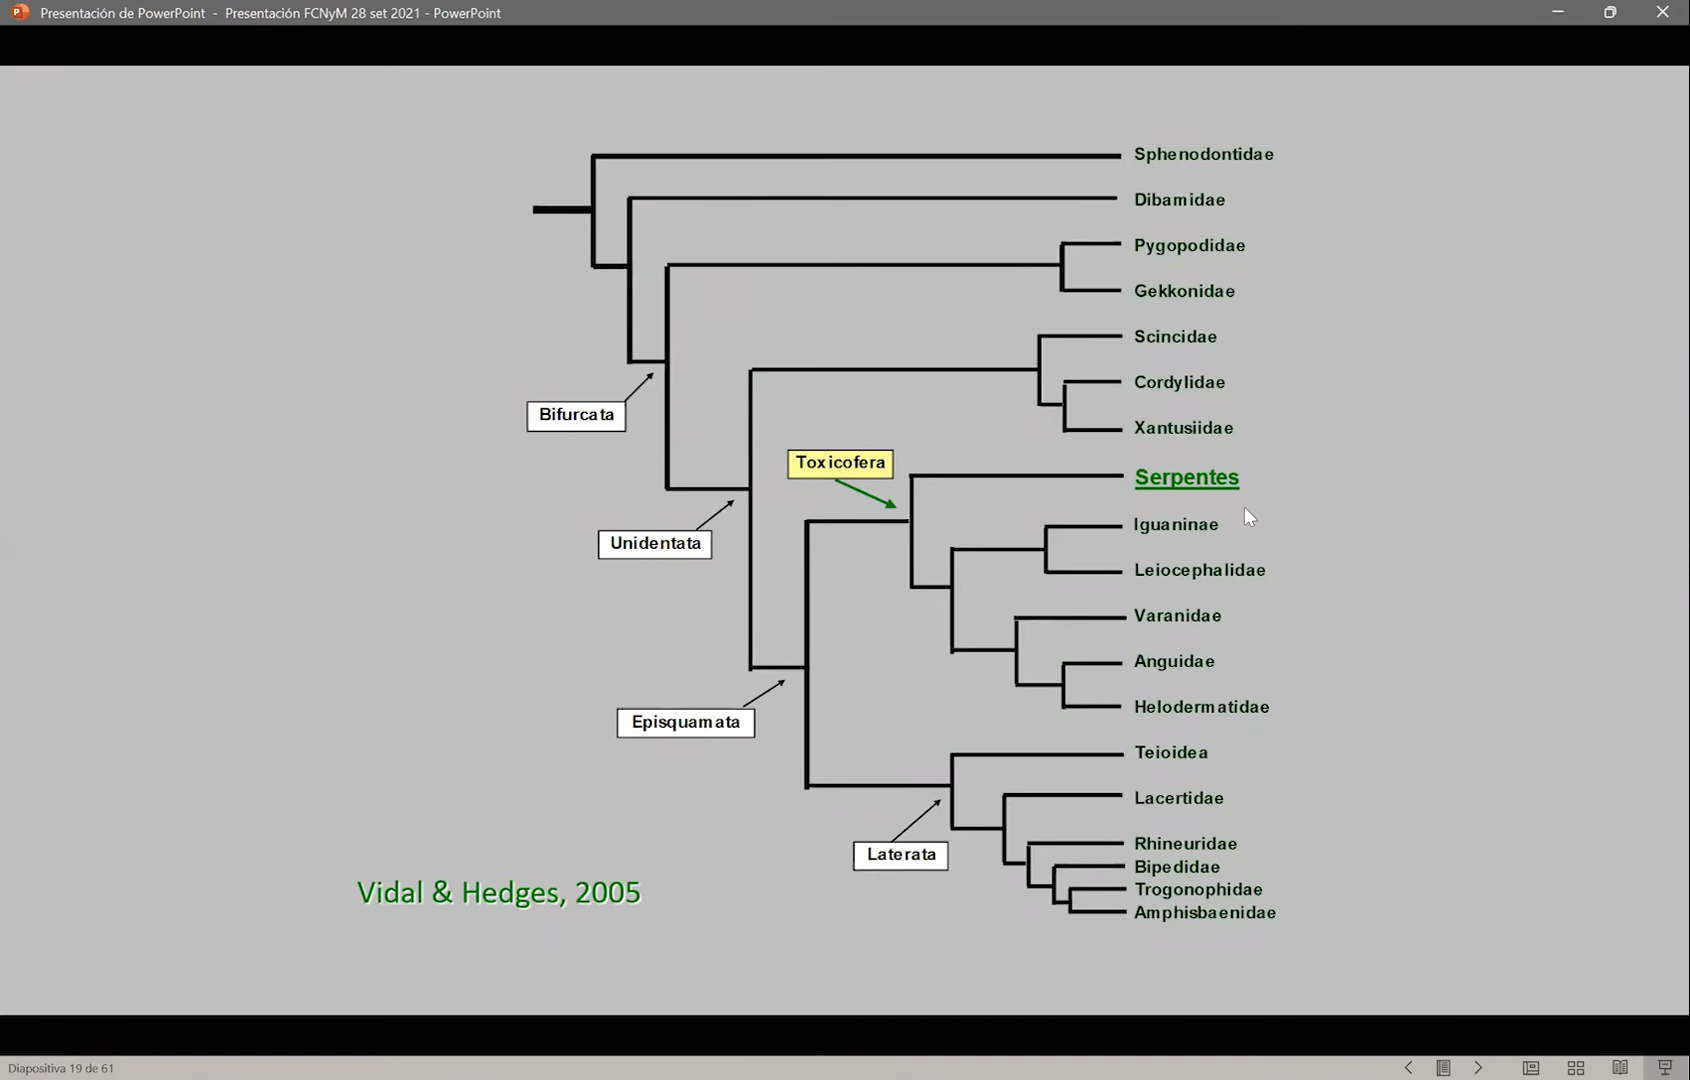 Presentación de PowerPoint - Presentación FCNyM 28 set 2021 - PowerPoint
Sphenodontidae
Dibamidae
Pygopodidae
Gekkonidae
Scincidae
Cordylidae
Bifurcata
Xantusiidae
Toxicofera
Serpentes
Iguaninae
Unidentata
Leiocephalidae
Varanidae
Anguidae
Helodermatidae
Episquamata
Teioidea
Lacertidae
Rhineuridae
Laterata
Bipedidae
Trogonophidae
Vidal & Hedges, 2005
Amphisbaenidae
Diapositiva 19 de 61